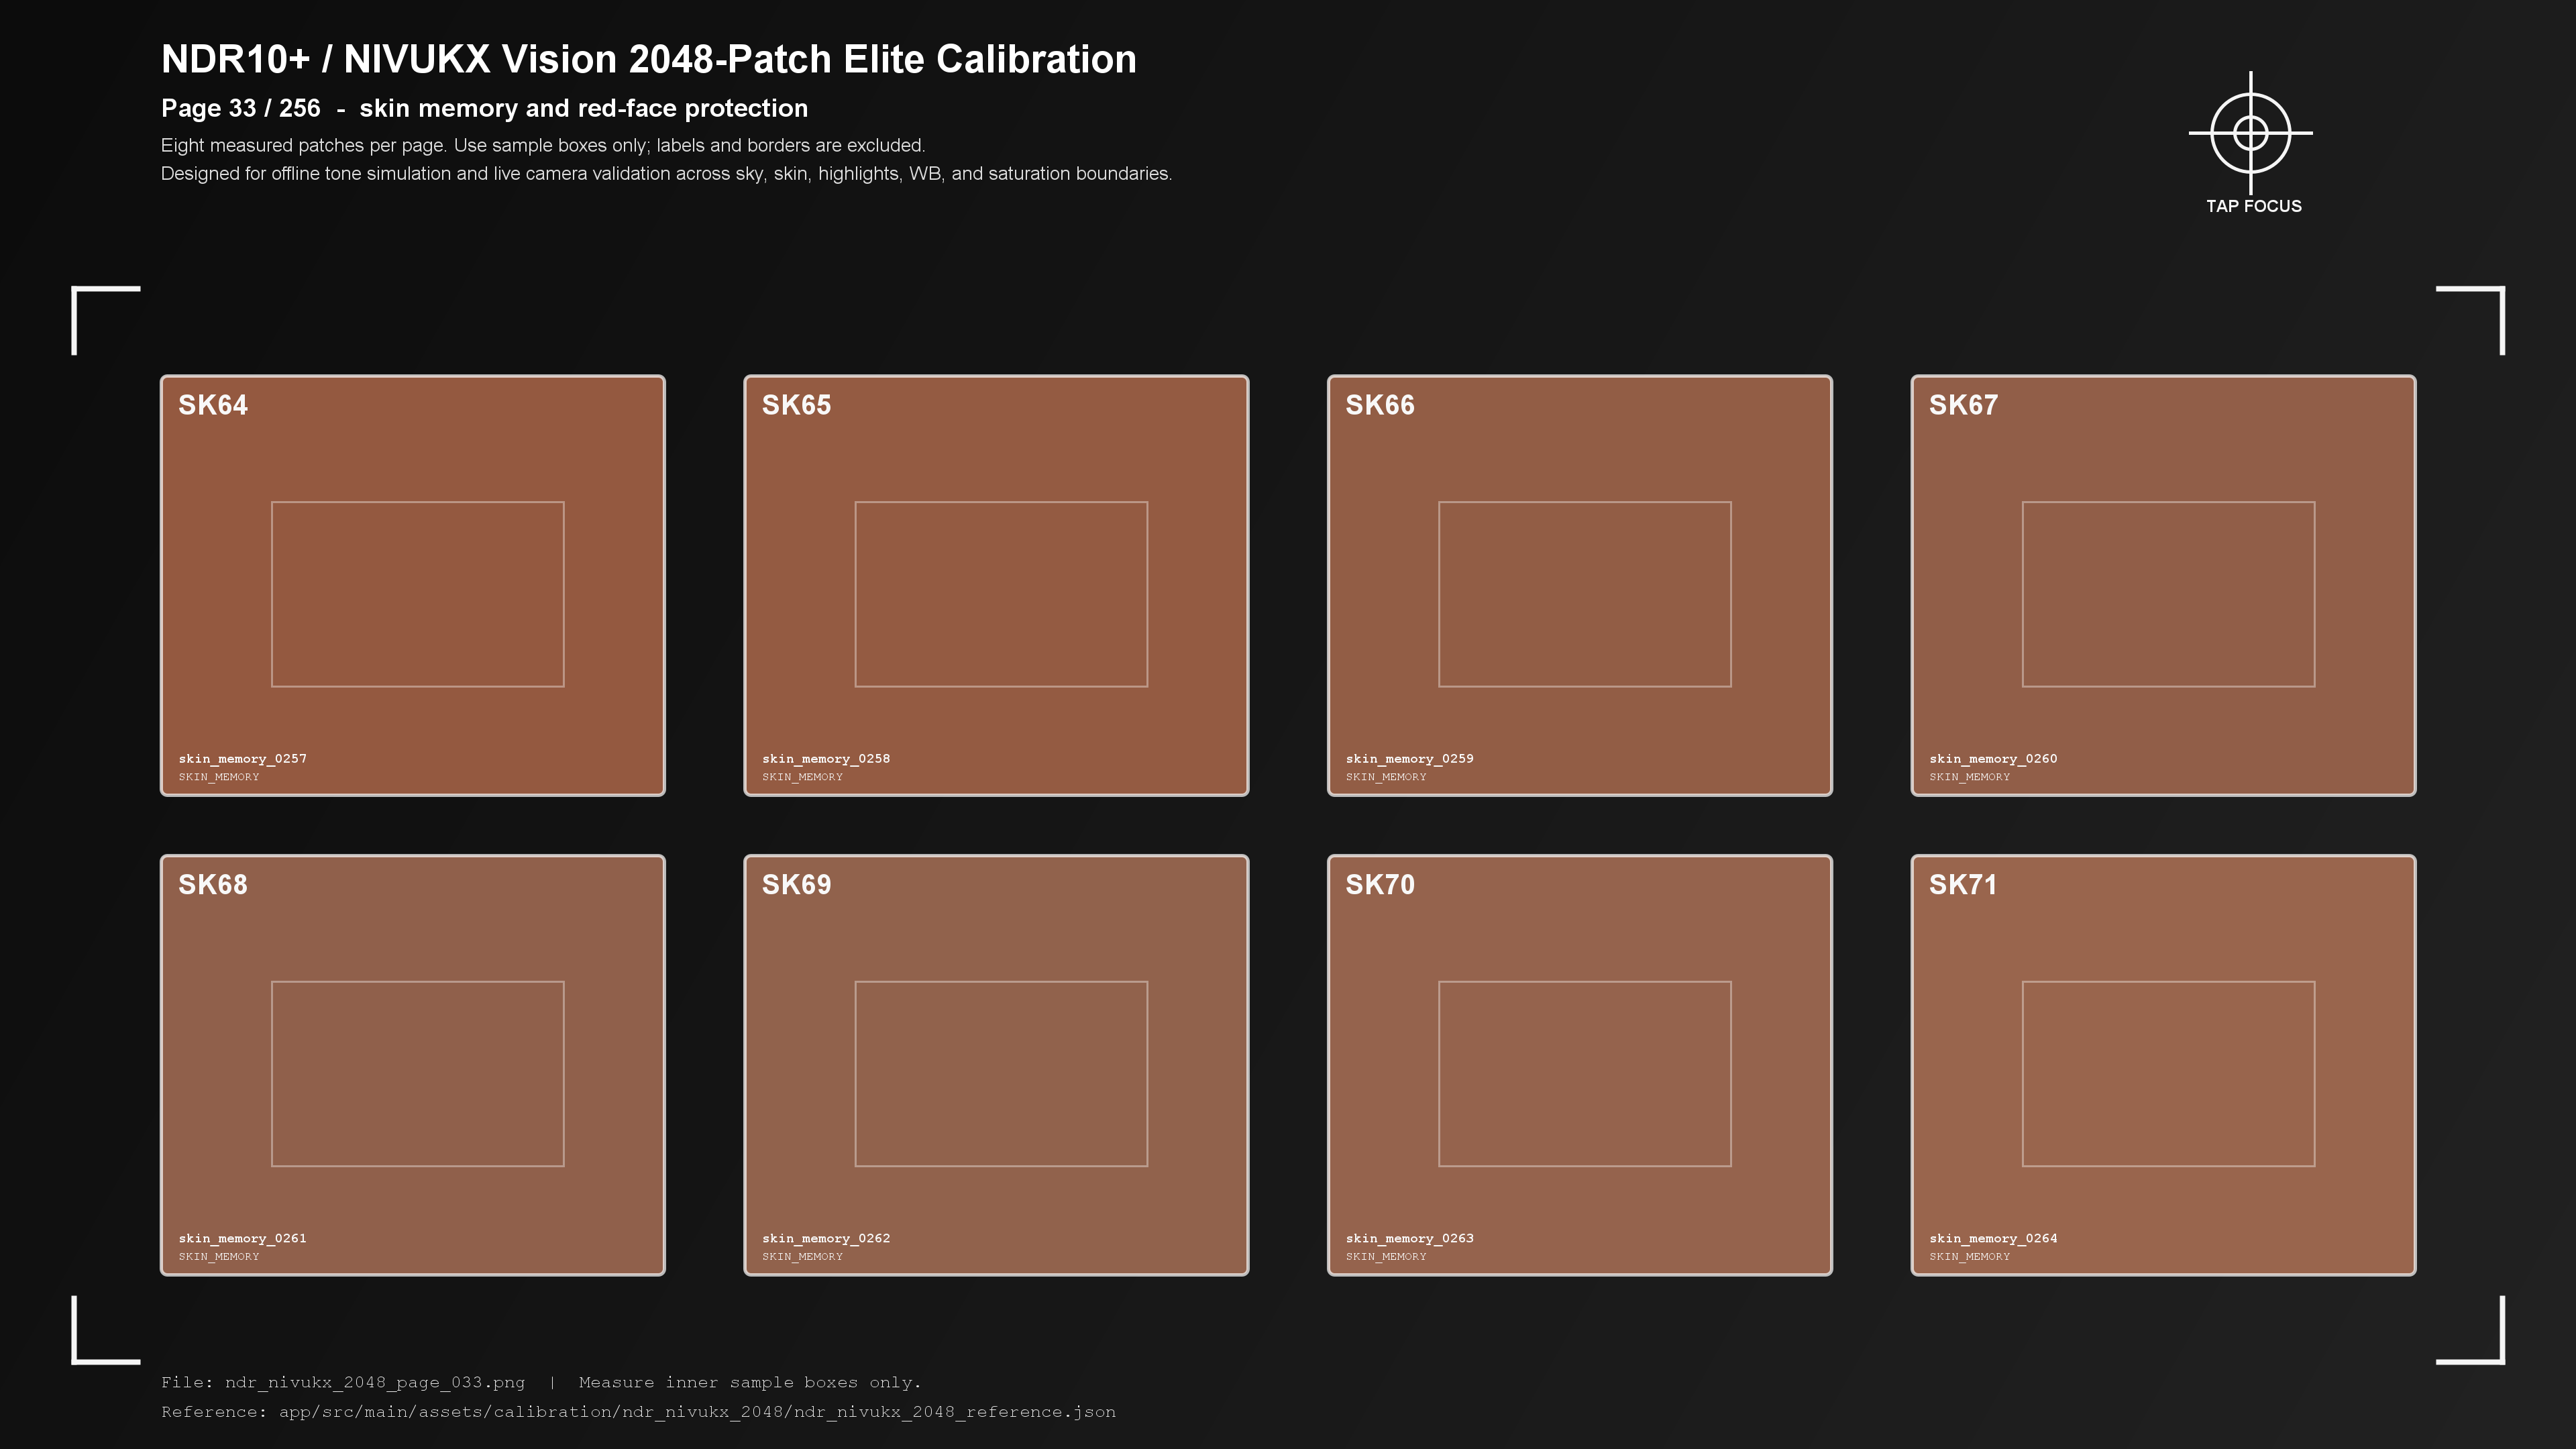 NDR10+ / NIVUKX Vision 2048-Patch Elite Calibration
Page 33 / 256 - skin memory and red-face protection
Eight measured patches per page. Use sample boxes only; labels and borders are excluded.
Designed for offline tone simulation and live camera validation across sky, skin, highlights, WB, and saturation boundaries.
TAP FOCUS
SK64
skin_memory_0257
SKIN_MEMORY
SK65
skin_memory_0258
SKIN_MEMORY
SK66
skin_memory_0259
SKIN_MEMORY
SK67
skin_memory_0260
SKIN_MEMORY
SK68
skin_memory_0261
SKIN_MEMORY
SK69
skin_memory_0262
SKIN_MEMORY
SK70
skin_memory_0263
SKIN_MEMORY
SK71
skin_memory_0264
SKIN_MEMORY
File: ndr_nivukx_2048_page_033.png | Measure inner sample boxes only.
Reference: app/src/main/assets/calibration/ndr_nivukx_2048/ndr_nivukx_2048_reference.json